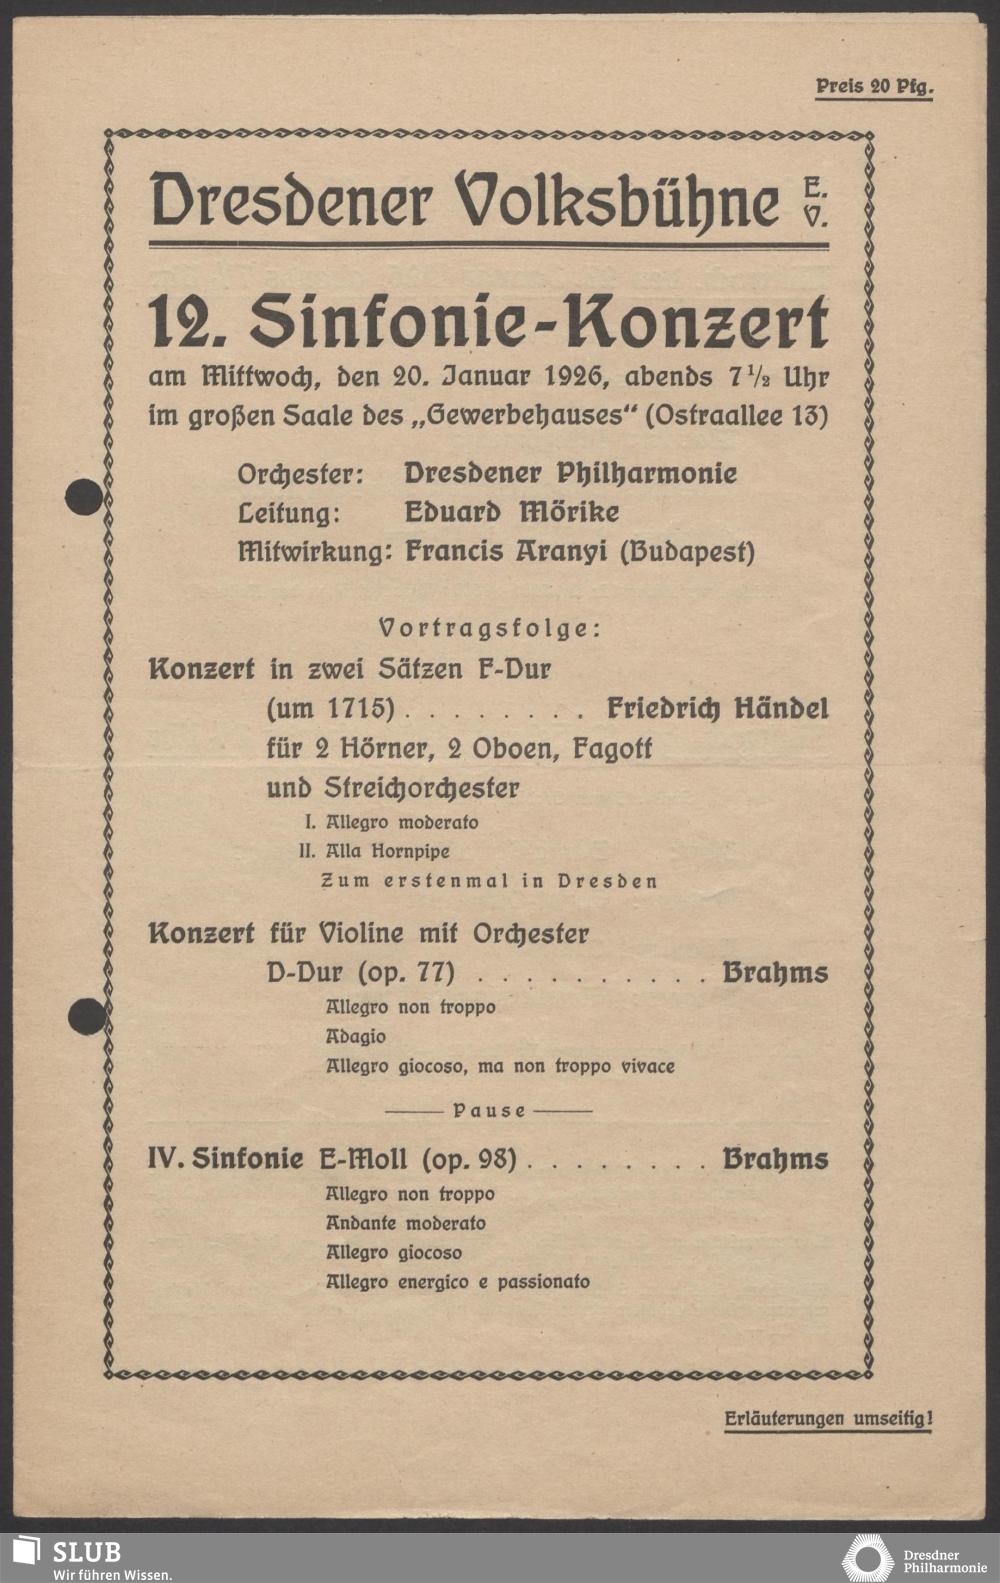 Preis 20 Pfg.
Dresdener Volksbühne E. V.
12. Sinfonie-Konzert
am Mittwoch, den 20. Januar 1926, abends 7 1/2 Uhr
im großen Saale des „Gewerbehauses“ (Ostraallee 13)
Orchester: Dresdener Philharmonie
Leitung: Eduard Mörike
Mitwirkung: Francis Aranyi (Budapest)
Vortragsfolge:
Konzert in zwei Sätzen F-Dur
(um 1715) . . . . . . . . Friedrich Händel
für 2 Hörner, 2 Oboen, Fagott
und Streichorchester
I. Allegro moderato
II. Alla Hornpipe
Zum erstenmal in Dresden
Konzert für Violine mit Orchester
D-Dur (op. 77) . . . . . . . . . . Brahms
Allegro non troppo
Adagio
Allegro giocoso, ma non troppo vivace
Pause
IV. Sinfonie E-Moll (op. 98) . . . . . . . . Brahms
Allegro non troppo
Andante moderato
Allegro giocoso
Allegro energico e passionato
Erläuterungen umseitig!
SLUB
Wir führen Wissen.
Dresdner
Philharmonie